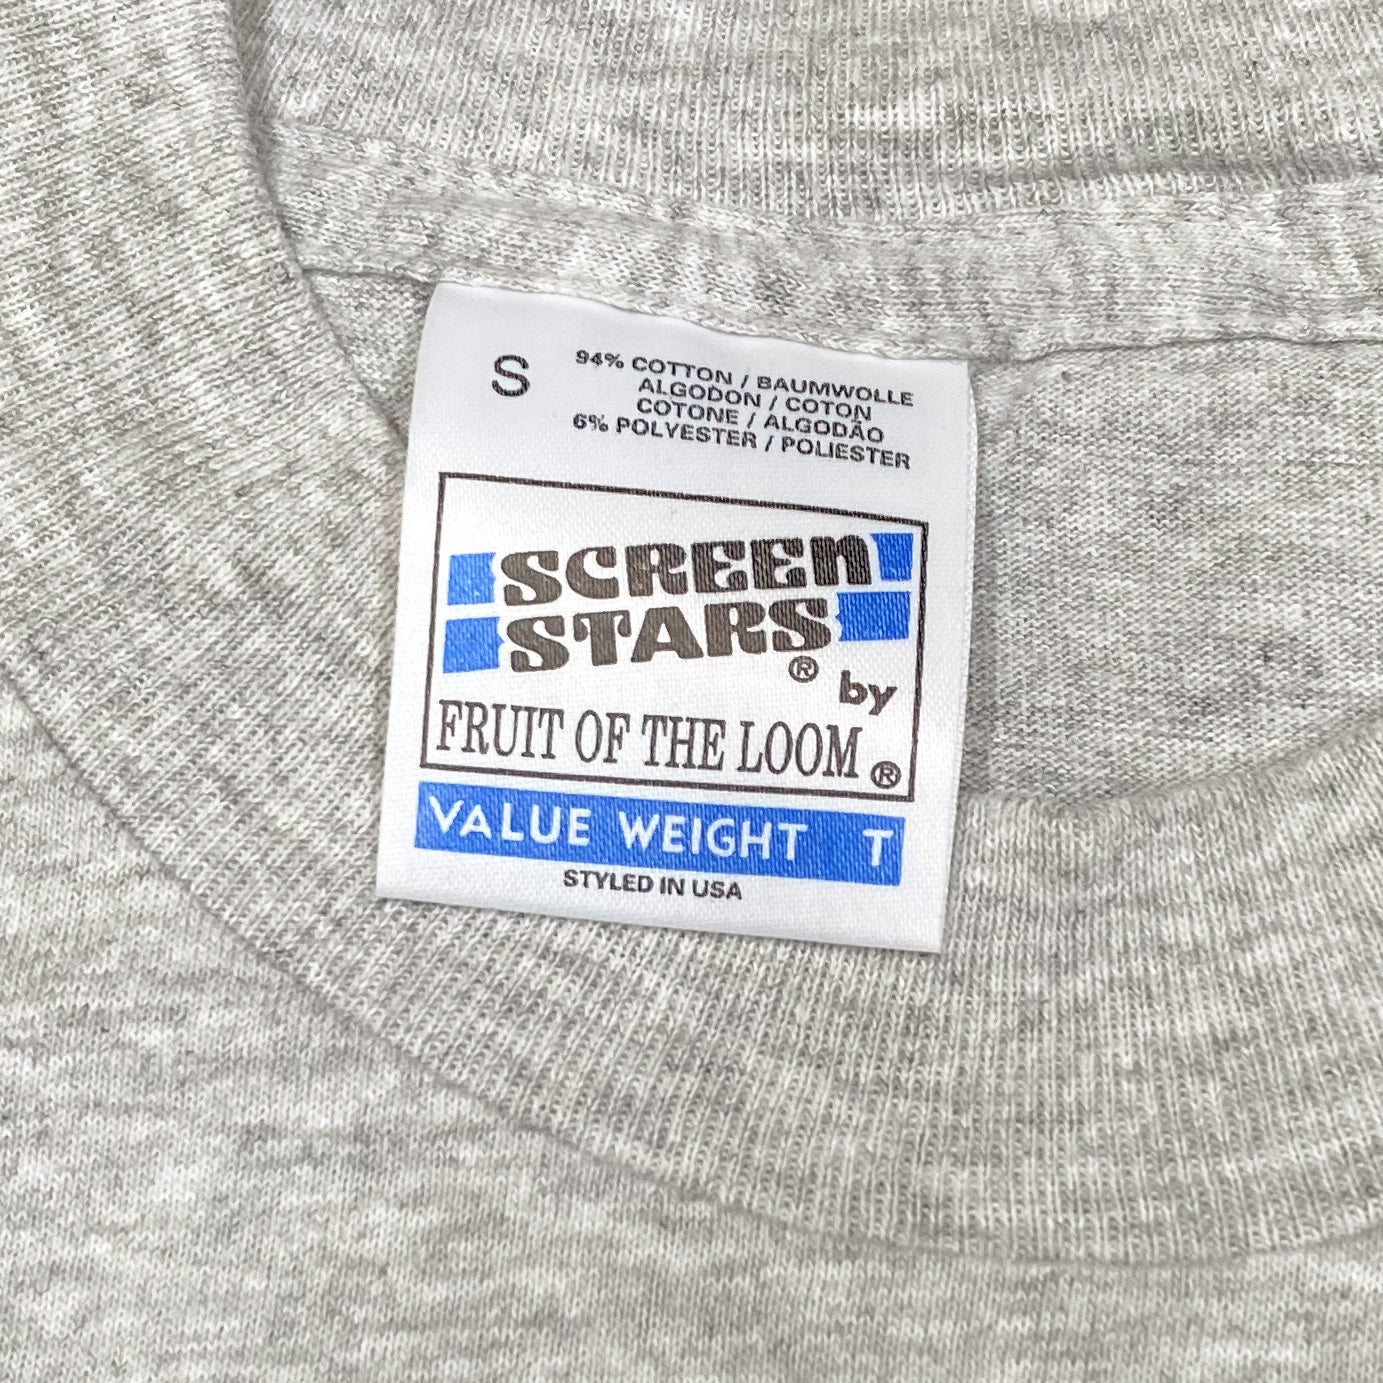 S
94% COTTON / BAUMWOLLE
ALGODON / COTON
COTONE / ALGODÃO
6% POLYESTER / POLIESTER
SCREEn
STARS® by
FRUIT OF THE LOOM®
VALUE WEIGHT T
STYLED IN USA